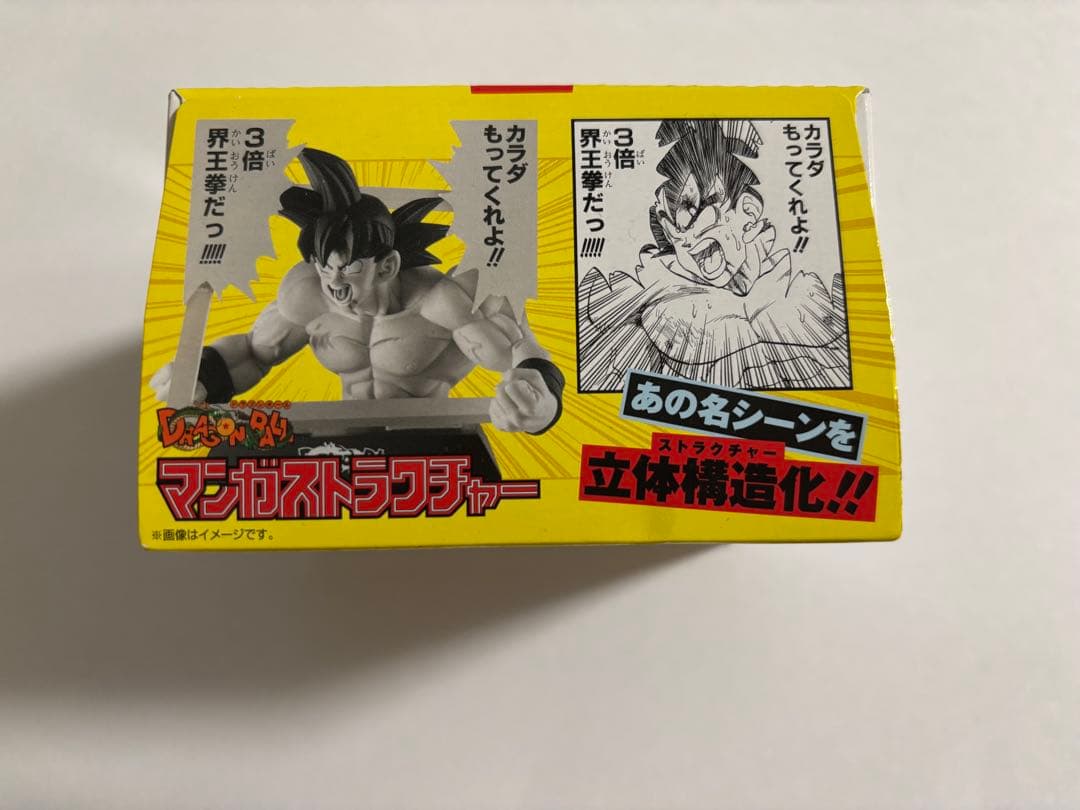 カラダ
もってくれよ!!
3倍
ばい
界王拳だっ!!!!!
かいおうけん
カラダ
もってくれよ!!
3倍
ばい
界王拳だっ!!!!!
かいおうけん
DRAGON BALL
マンガストラクチャー
※画像はイメージです。
あの名シーンを
ストラクチャー
立体構造化!!